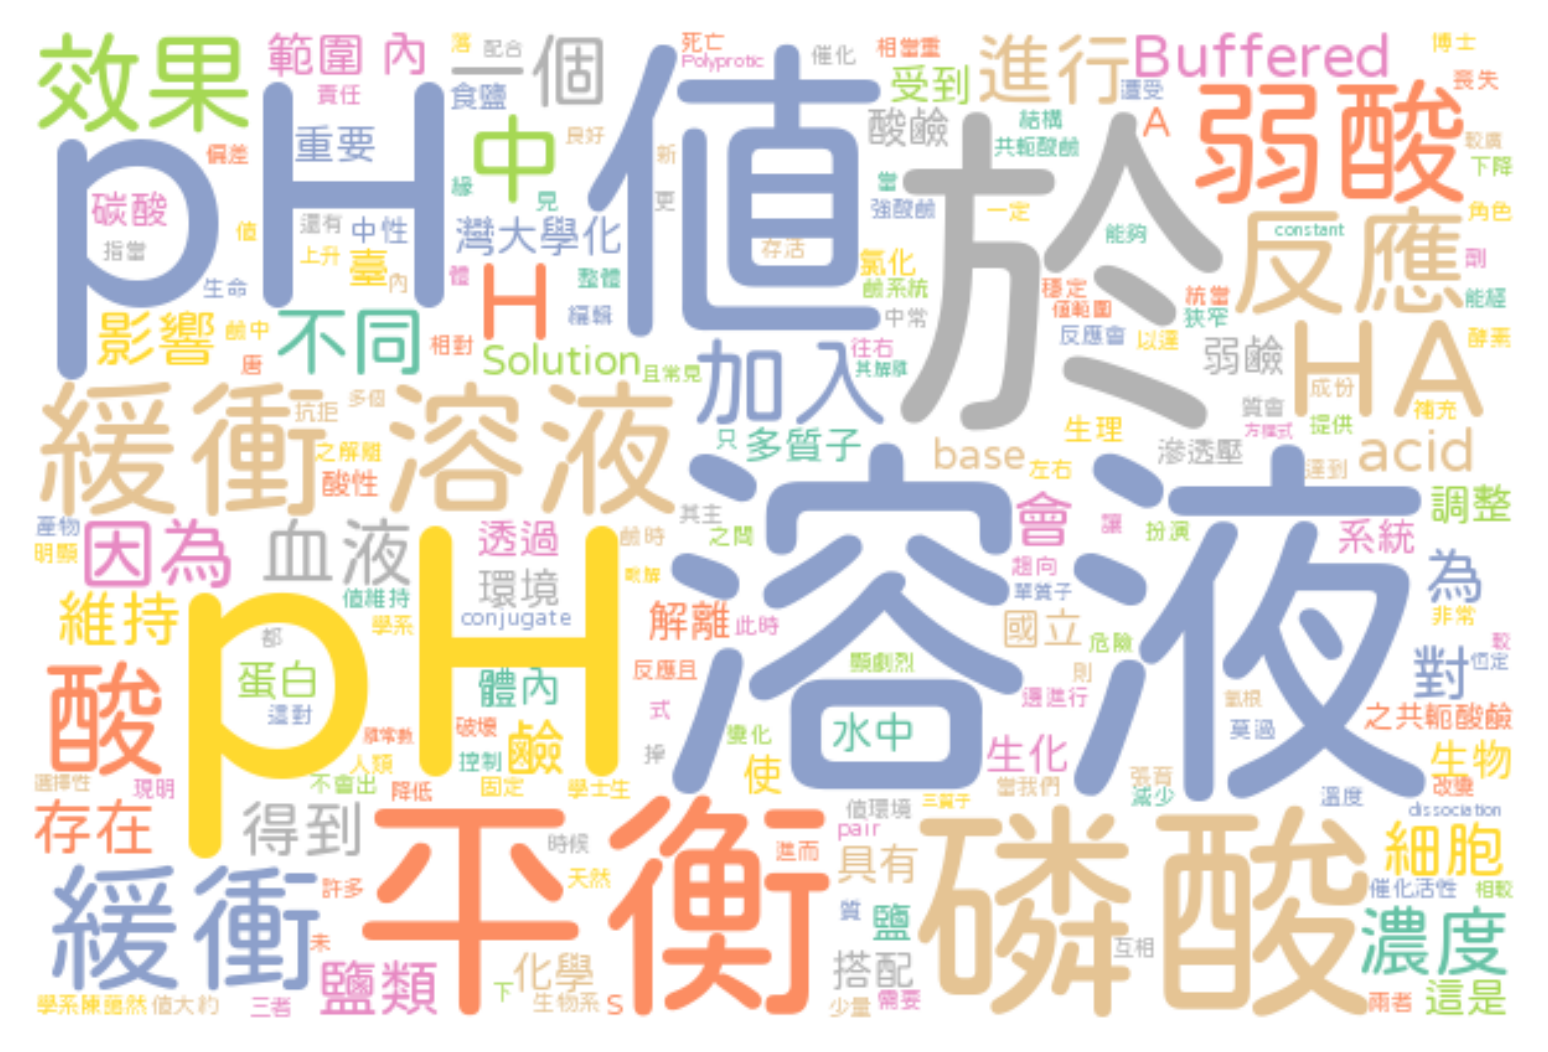 效果
範圍
內
落
配合
一個
死亡
Polyprotic
催化
相當重
受到
進行
Buffered
博士
喪失
責任
食鹽
遭受
弱酸
pH值
重要
中
良好
新
酸鹼
於
結構
共軛酸鹼
A
較廣
下降
偏差
碳酸
緣
見
更
當
強酸鹼
一定
角色
指當
值
還有
中性
灣大學化
存活
能夠
反應
constant
上升
臺
內
體
整體
氯化
鹼系統
穩定
統當
劑
生命
H
編輯
中常
值範圍
狹窄
能經
影響
鹼中
不同
相對
反應會
以達
酵素
唐
Solution
且常見
加入
往右
其解離
弱鹼
HA
成份
緩衝溶液
抗拒
多個
質會
補充
之解離
只
多質子
base
左右
生理
方程式
提供
滲透壓
達到
acid
酸性
溶液
調整
產物
明顯
因為
血液
透過
其主
之間
鹼時
會
讓
扮演
系統
為
值維持
環境
趨向
單質子
維持
pH
學系
conjugate
解離
此時
國立
危險
非常
較
都
蛋白
體內
反應且
顯劇烈
則
對
恆定
酸
這對
式
還進行
氫根
破壞
變化
水中
莫過
之共軛酸鹼
人類
控制
鹼
使
生化
生物
選擇性
現明
不會出
降低
固定
學士生
當我們
減少
溫度
改變
存在
得到
平衡
時候
值環境
三質子
pair
dissociation
進而
具有
磷酸
細胞
緩衝
許多
天然
催化活性
相較
未
質
鹽
互相
濃度
鹽類
化學
搭配
值大約
三者
下
生物系
S
少量
需要
兩者
這是